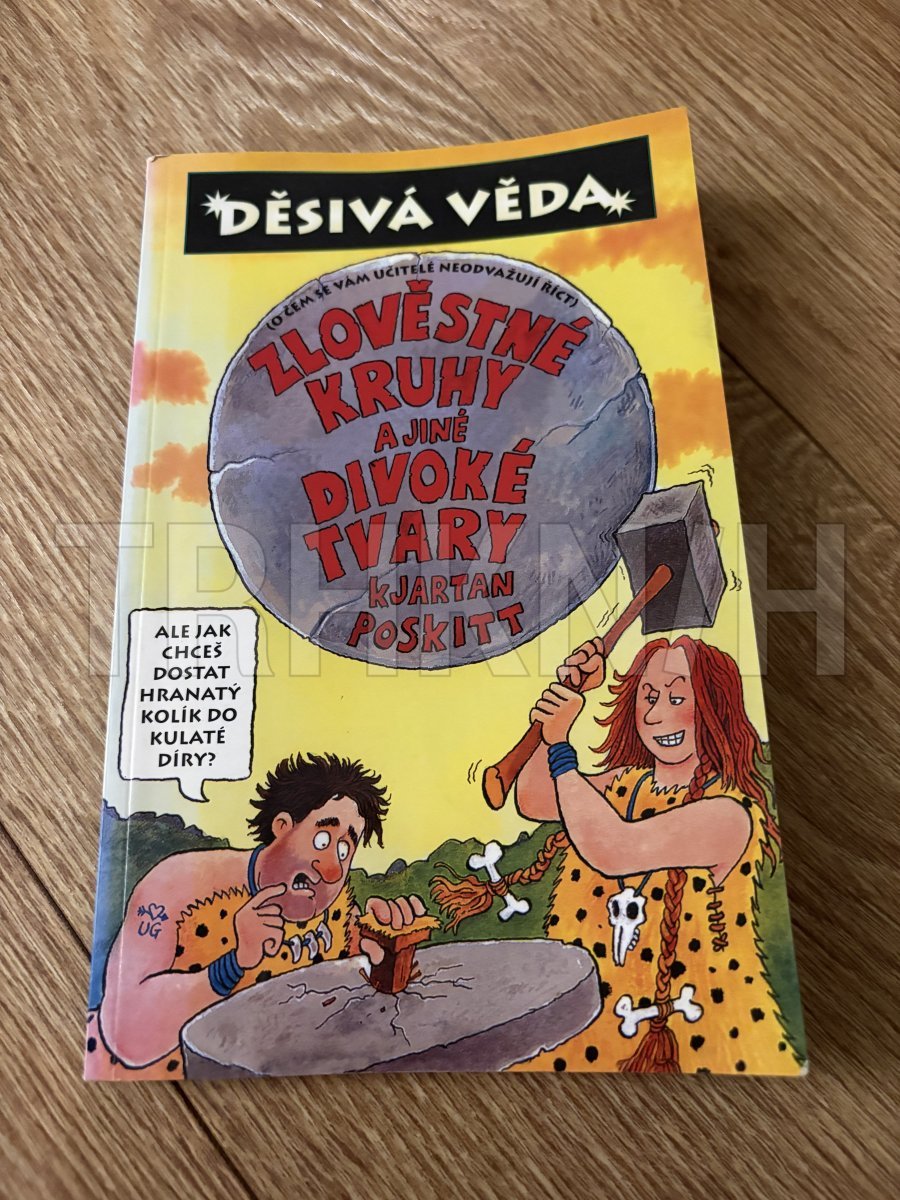 DĚSIVÁ VĚDA
(O ČEM SE VÁM UČITELÉ NEODVAŽUJÍ ŘÍCT)
ZLOVĚSTNÉ
KRUHY
A JINÉ
DIVOKÉ
TVARY
KJARTAN
POSKITT
ALE JAK
CHCEŠ
DOSTAT
HRANATÝ
KOLÍK DO
KULATÉ
DÍRY?
UG